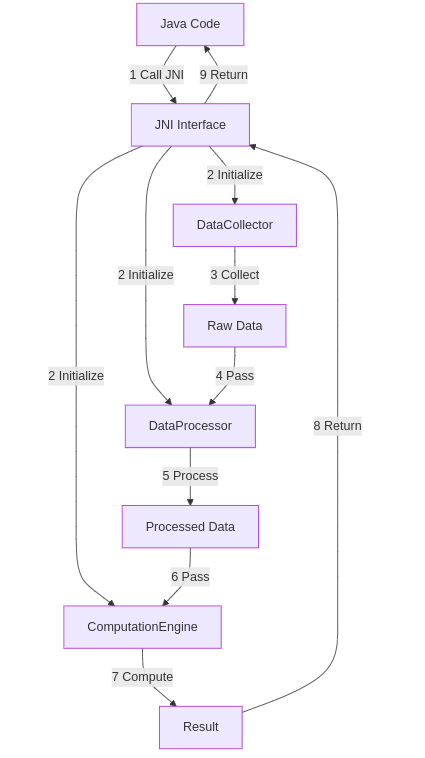 Java Code
1 Call JNI
9 Return
JNI Interface
2 Initialize
DataCollector
2 Initialize
3 Collect
Raw Data
2 Initialize
4 Pass
DataProcessor
8 Return
5 Process
Processed Data
6 Pass
ComputationEngine
7 Compute
Result